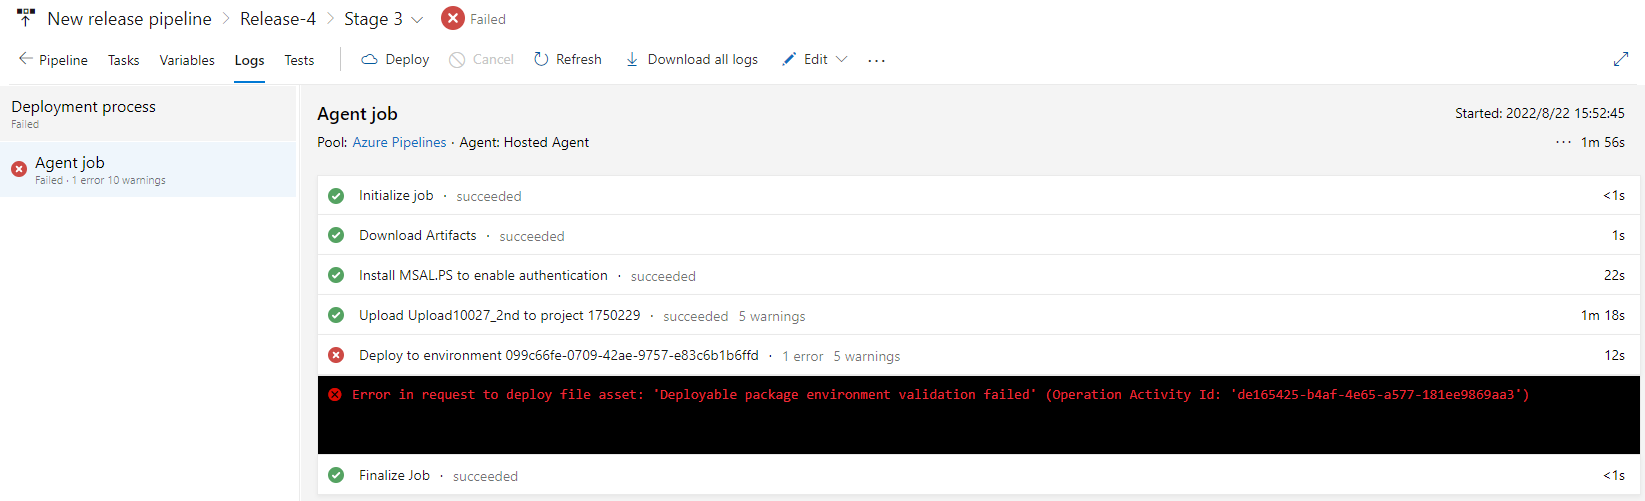 New release pipeline > Release-4 > Stage 3 Failed
Pipeline Tasks Variables Logs Tests Deploy Cancel Refresh Download all logs Edit ...
Deployment process
Failed
Agent job
Failed · 1 error 10 warnings
Agent job
Started: 2022/8/22 15:52:45
Pool: Azure Pipelines · Agent: Hosted Agent
... 1m 56s
Initialize job · succeeded <1s
Download Artifacts · succeeded 1s
Install MSAL.PS to enable authentication · succeeded 22s
Upload Upload10027_2nd to project 1750229 · succeeded 5 warnings 1m 18s
Deploy to environment 099c66fe-0709-42ae-9757-e83c6b1b6ffd · 1 error 5 warnings 12s
Error in request to deploy file asset: 'Deployable package environment validation failed' (Operation Activity Id: 'de165425-b4af-4e65-a577-181ee9869aa3')
Finalize Job · succeeded <1s